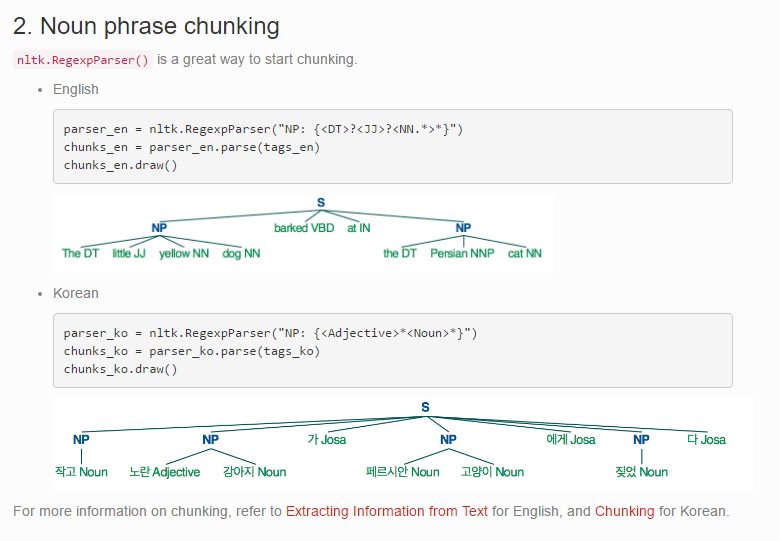 2. Noun phrase chunking
nltk.RegexpParser() is a great way to start chunking.
English
parser_en = nltk.RegexpParser("NP: {<DT>?<JJ>?<NN.*>*}")
chunks_en = parser_en.parse(tags_en)
chunks_en.draw()
S
NP barked VBD at IN NP
The DT little JJ yellow NN dog NN the DT Persian NNP cat NN
Korean
parser_ko = nltk.RegexpParser("NP: {<Adjective>*<Noun>*}")
chunks_ko = parser_ko.parse(tags_ko)
chunks_ko.draw()
S
NP NP 가 Josa NP 에게 Josa NP 다 Josa
작고 Noun 노란 Adjective 강아지 Noun 페르시안 Noun 고양이 Noun 짖었 Noun
For more information on chunking, refer to Extracting Information from Text for English, and Chunking for Korean.